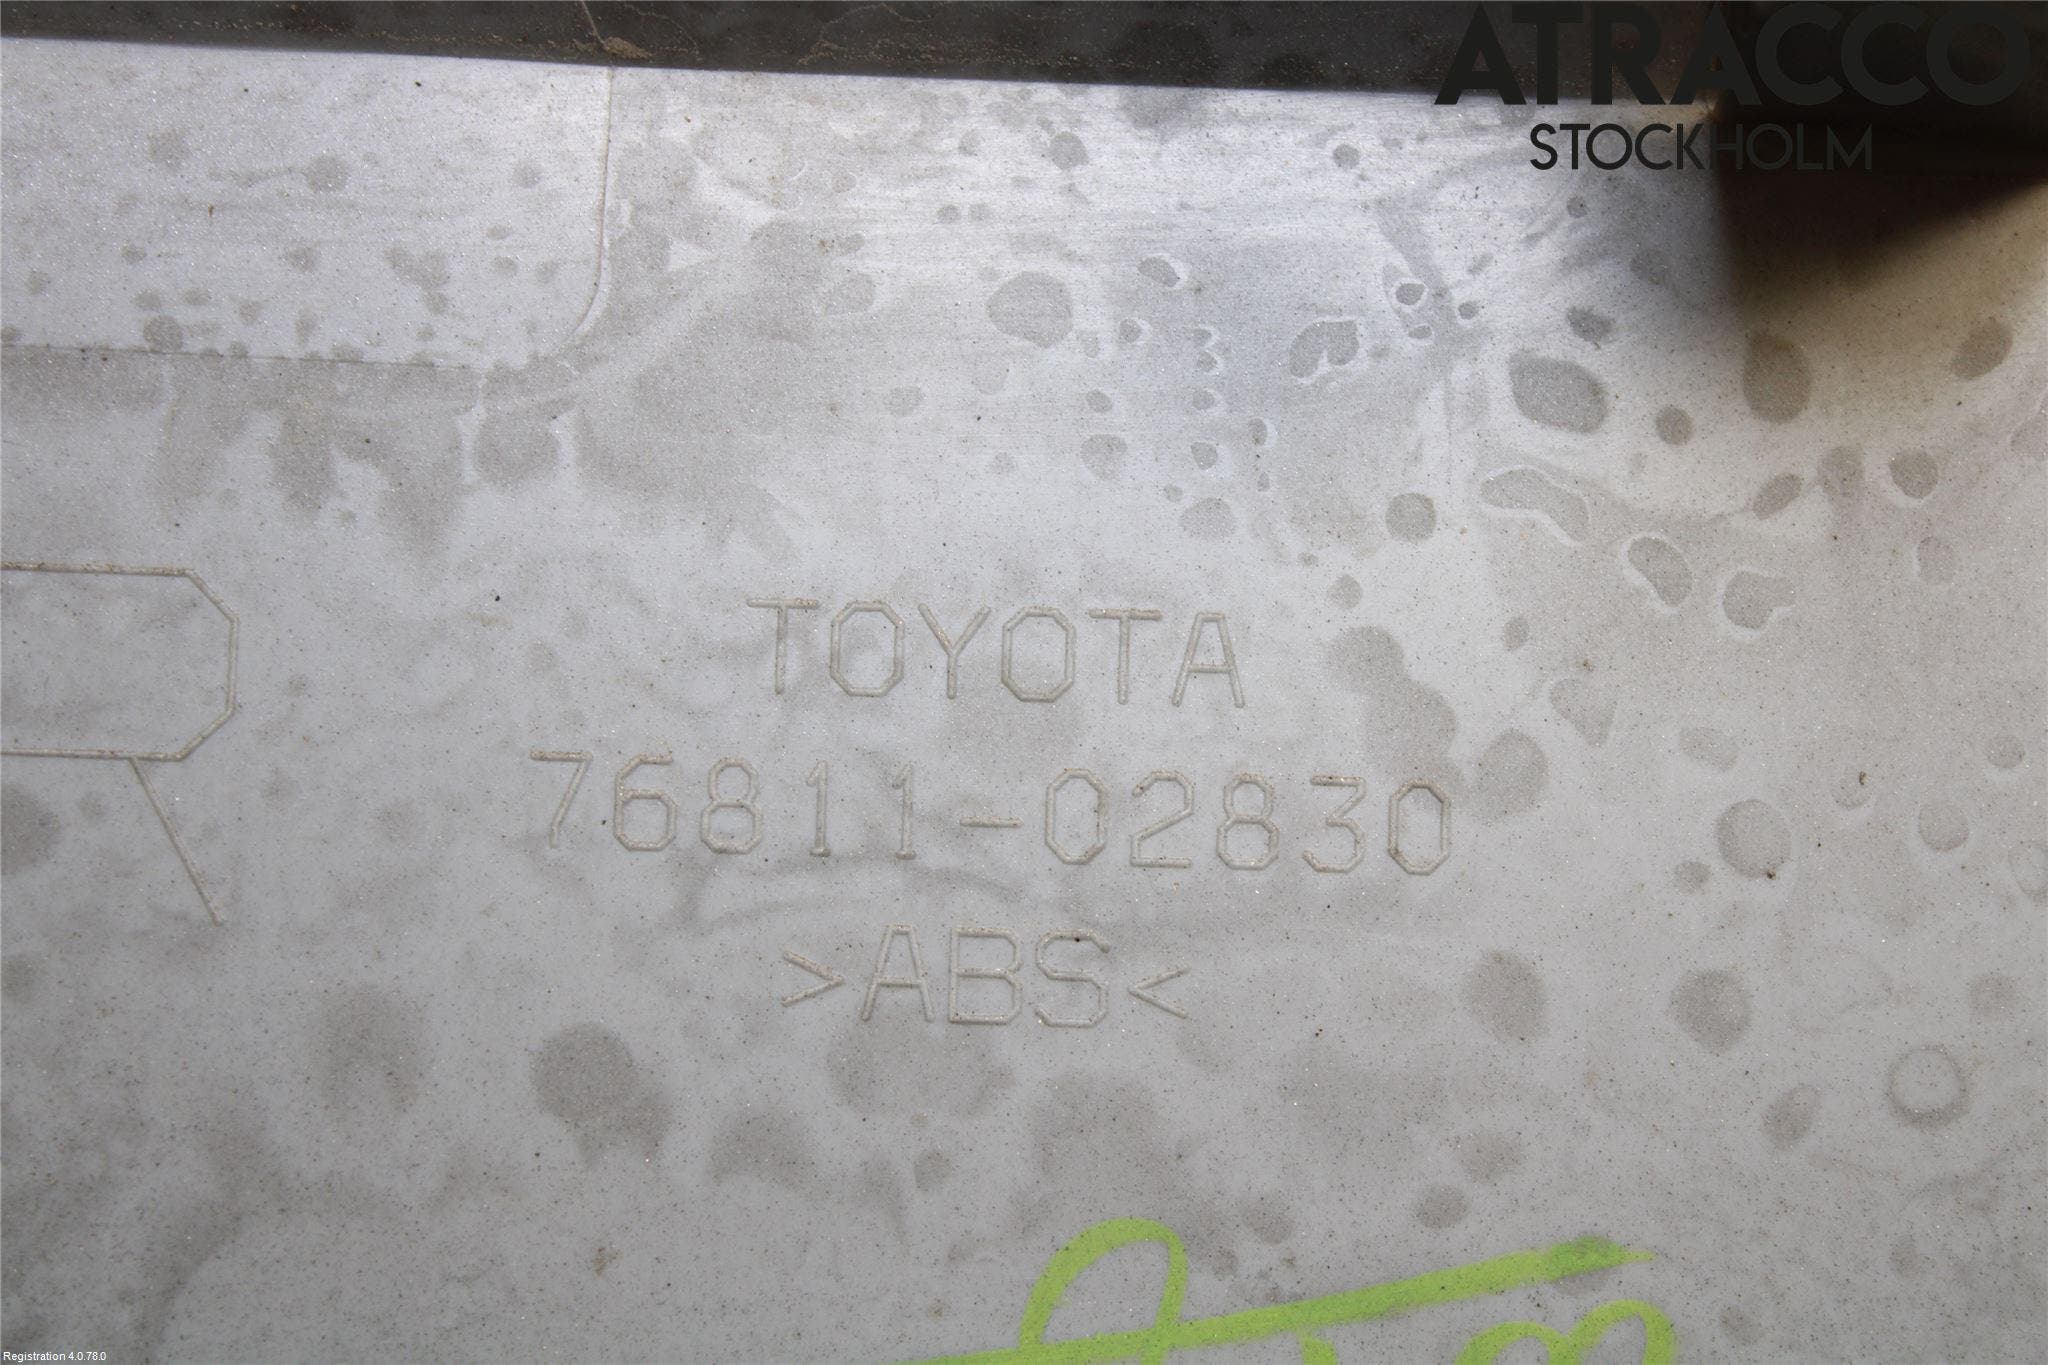 ATRACCO
STOCKHOLM
R
TOYOTA
76811-02830
>ABS<
Registration 4.0.78.0